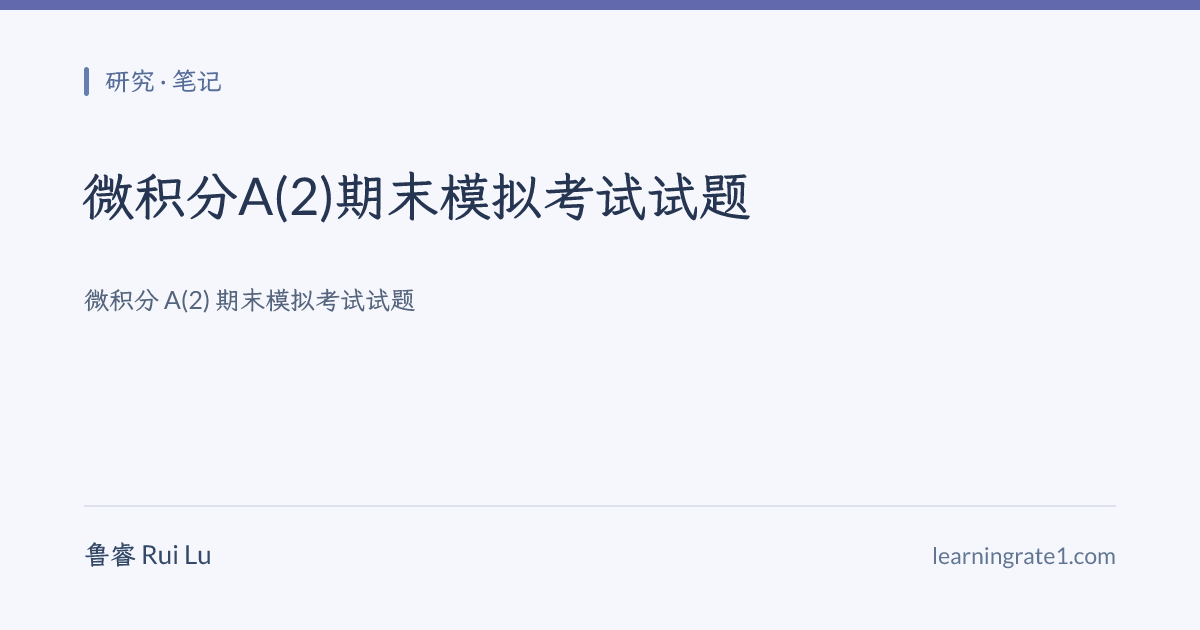 研究 · 笔记
微积分A(2)期末模拟考试试题
微积分 A(2) 期末模拟考试试题
鲁睿 Rui Lu
learningrate1.com